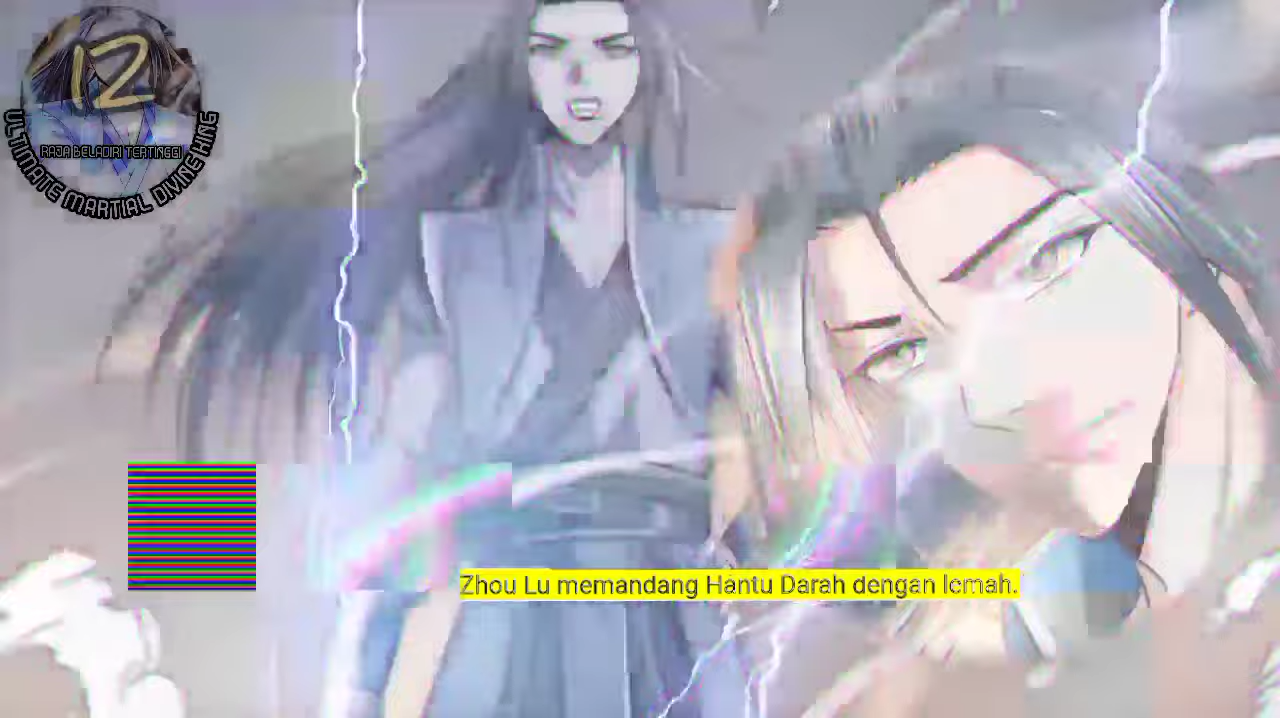 12
RAJA BELADIRI TERTINGGI
ULTIMATE MARTIAL DIVINE KING
Zhou Lu memandang Hantu Darah dengan lemah.